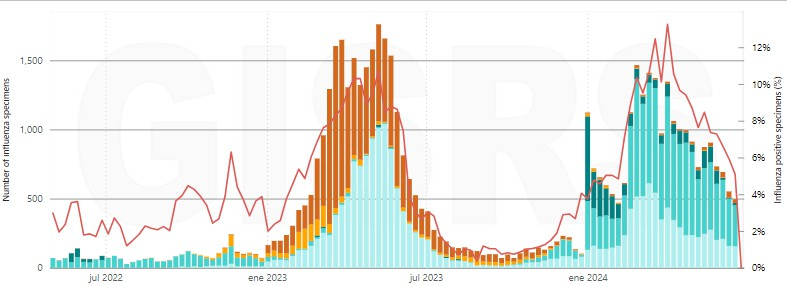 GISRS
Number of influenza specimens
1,500
1,000
500
0
12%
10%
8%
6%
4%
2%
0%
Influenza positive specimens (%)
jul 2022
ene 2023
jul 2023
ene 2024